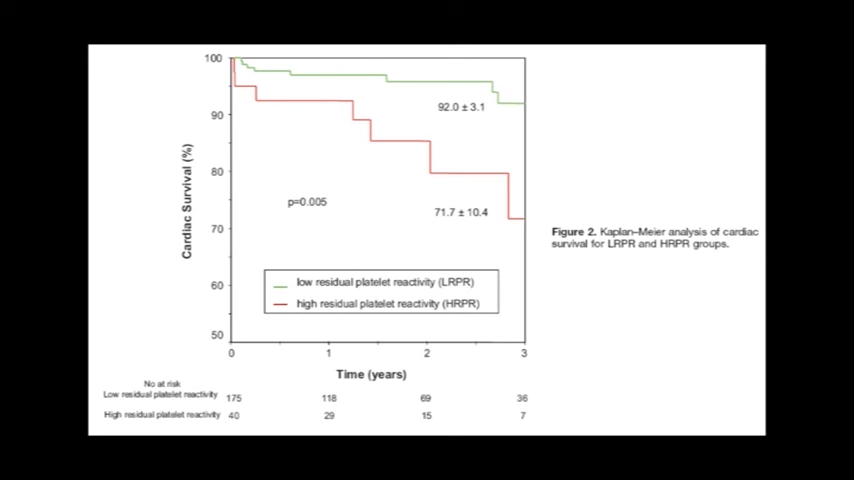 100
90
80
70
60
50
Cardiac Survival (%)
92.0 ± 3.1
p=0.005
71.7 ± 10.4
low residual platelet reactivity (LRPR)
high residual platelet reactivity (HRPR)
0 1 2 3
Time (years)
No at risk
Low residual platelet reactivity 175 118 69 36
High residual platelet reactivity 40 29 15 7
Figure 2. Kaplan–Meier analysis of cardiac
survival for LRPR and HRPR groups.